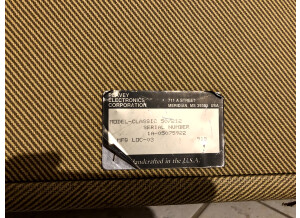 PEAVEY
ELECTRONICS
CORPORATION
711 A STREET
MERIDIAN, MS 39301 USA
MODEL-CLASSIC 50/212
SERIAL NUMBER
MFG LOC-03
Handcrafted in the U.S.A.